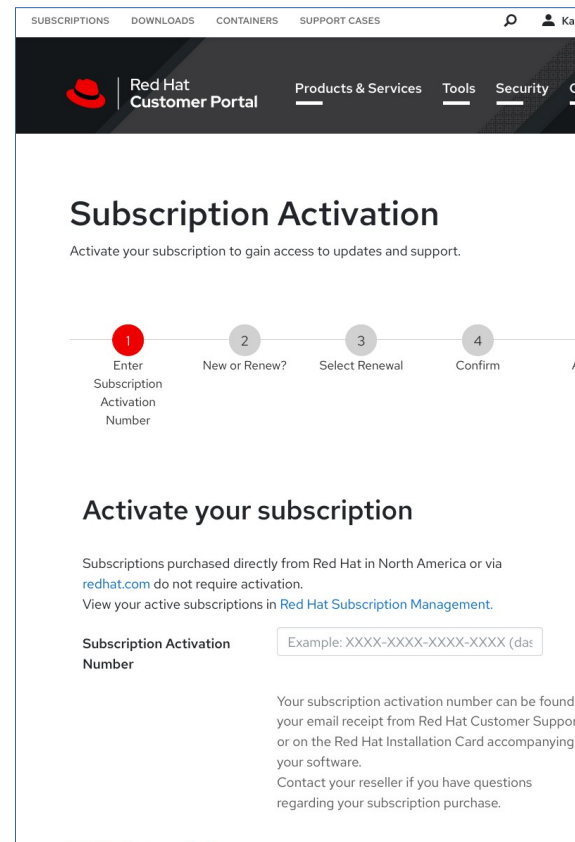 SUBSCRIPTIONS DOWNLOADS CONTAINERS SUPPORT CASES
Red Hat
Customer Portal
Products & Services Tools Security
Subscription Activation
Activate your subscription to gain access to updates and support.
1 2 3 4
Enter New or Renew? Select Renewal Confirm
Subscription
Activation
Number
Activate your subscription
Subscriptions purchased directly from Red Hat in North America or via
redhat.com do not require activation.
View your active subscriptions in Red Hat Subscription Management.
Subscription Activation
Number
Example: XXXX-XXXX-XXXX-XXXX (das
Your subscription activation number can be found
your email receipt from Red Hat Customer Suppor
or on the Red Hat Installation Card accompanying
your software.
Contact your reseller if you have questions
regarding your subscription purchase.